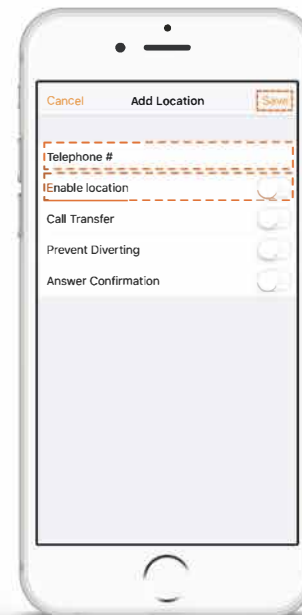 Cancel Add Location Save
Telephone #
Enable location
Call Transfer
Prevent Diverting
Answer Confirmation